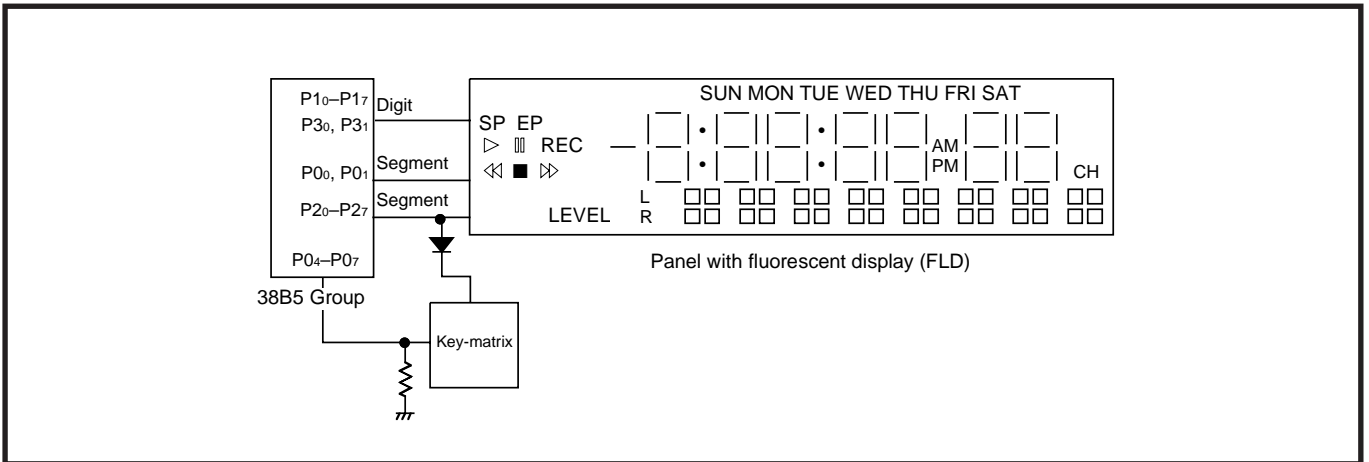 P10–P17
P30, P31
P00, P01
P20–P27
P04–P07
38B5 Group
Digit
Segment
Segment
Key-matrix
SUN MON TUE WED THU FRI SAT
SP EP
REC
AM
PM
CH
LEVEL
L
R
Panel with fluorescent display (FLD)